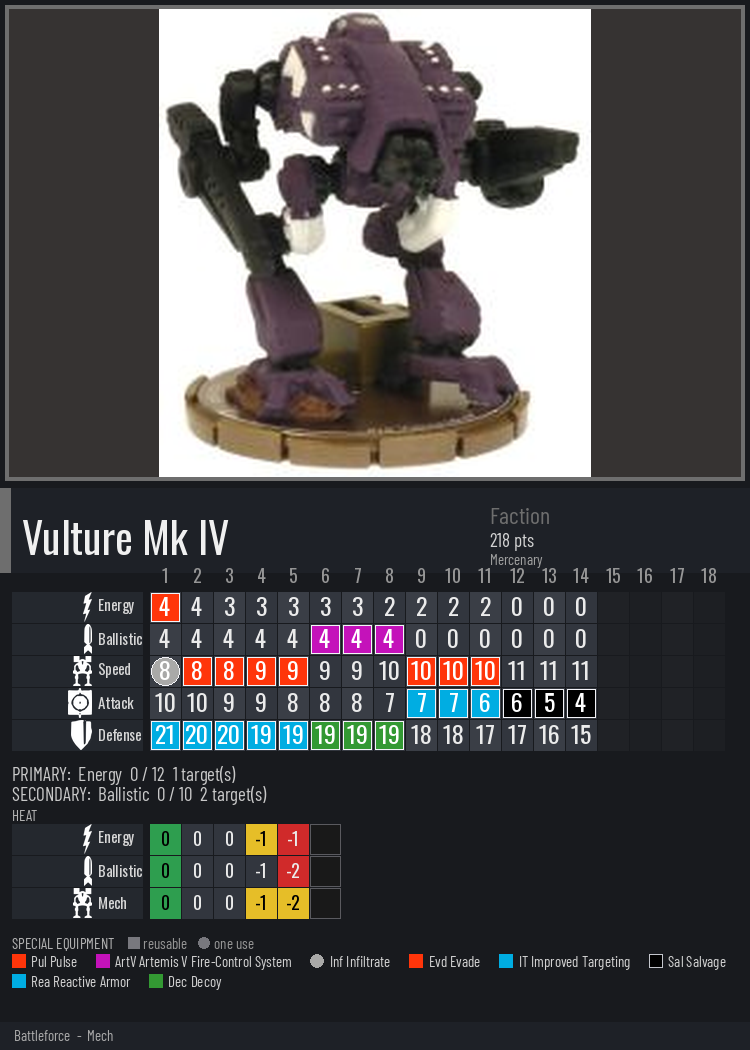 Vulture Mk IV
Faction
218 pts
Mercenary
1 2 3 4 5 6 7 8 9 10 11 12 13 14 15 16 17 18
Energy 4 4 3 3 3 3 3 2 2 2 2 0 0 0
Ballistic 4 4 4 4 4 4 4 4 0 0 0 0 0 0
Speed 8 8 8 9 9 9 9 10 10 10 10 11 11 11
Attack 10 10 9 9 8 8 8 7 7 7 6 6 5 4
Defense 21 20 20 19 19 19 19 19 18 18 17 17 16 15
PRIMARY: Energy 0 / 12 1 target(s)
SECONDARY: Ballistic 0 / 10 2 target(s)
HEAT
Energy 0 0 0 -1 -1
Ballistic 0 0 0 -1 -2
Mech 0 0 0 -1 -2
SPECIAL EQUIPMENT reusable one use
Pul Pulse ArtV Artemis V Fire-Control System Inf Infiltrate Evd Evade IT Improved Targeting Sal Salvage
Rea Reactive Armor Dec Decoy
Battleforce - Mech